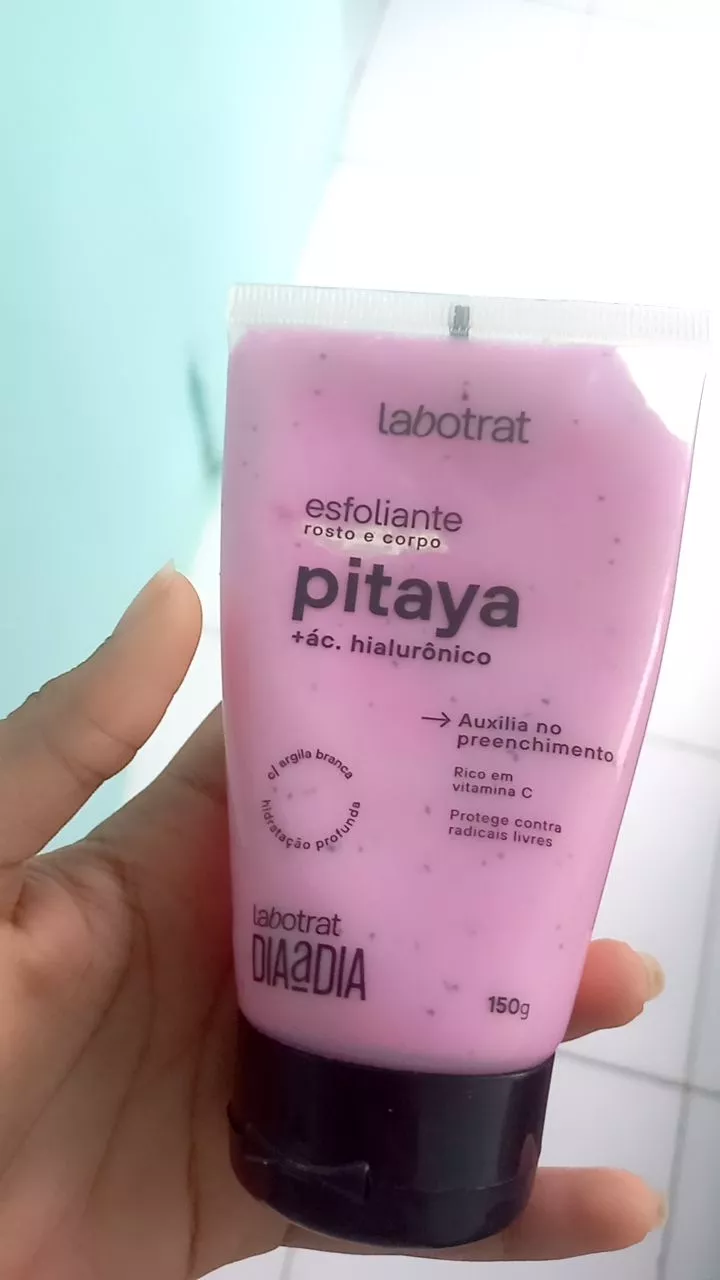 labotrat
esfoliante
rosto e corpo
pitaya
+ác. hialurônico
→ Auxilia no
preenchimento
Rico em
vitamina C
Protege contra
radicais livres
c/ argila branca
hidratação profunda
labotrat
DIAaDIA
150g